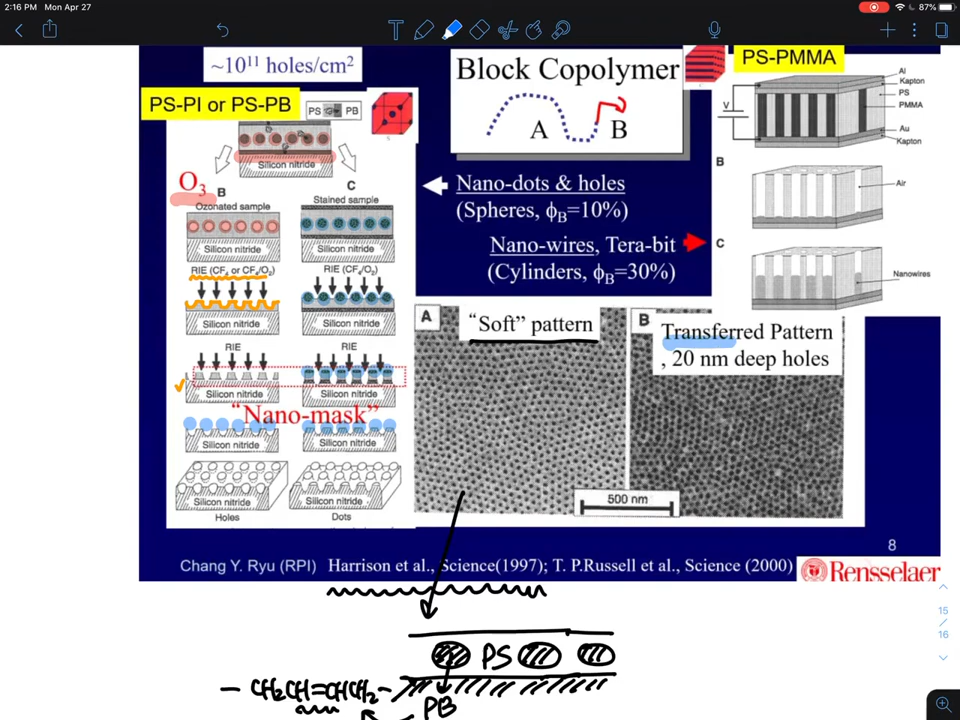 2:16 PM Mon Apr 27
87%
~10¹¹ holes/cm²
PS-PI or PS-PB
PS
PB
Silicon nitride
O₃
B
Ozonated sample
Silicon nitride
RIE (CF₄ or CF₄/O₂)
Silicon nitride
RIE
Silicon nitride
"Nano-mask"
Silicon nitride
Silicon nitride
Holes
C
Stained sample
Silicon nitride
RIE (CF₄/O₂)
Silicon nitride
RIE
Silicon nitride
Silicon nitride
Silicon nitride
Dots
Block Copolymer
A
B
Nano-dots & holes
(Spheres, ϕB=10%)
Nano-wires, Tera-bit
(Cylinders, ϕB=30%)
PS-PMMA
V
Al
Kapton
PS
PMMA
Au
Kapton
B
Air
C
Nanowires
A
"Soft" pattern
B
Transferred Pattern
, 20 nm deep holes
500 nm
8
Chang Y. Ryu (RPI)
Harrison et al., Science(1997); T. P.Russell et al., Science (2000)
Rensselaer
15
/
16
PS
- CH₂CH=CHCH₂-
PB